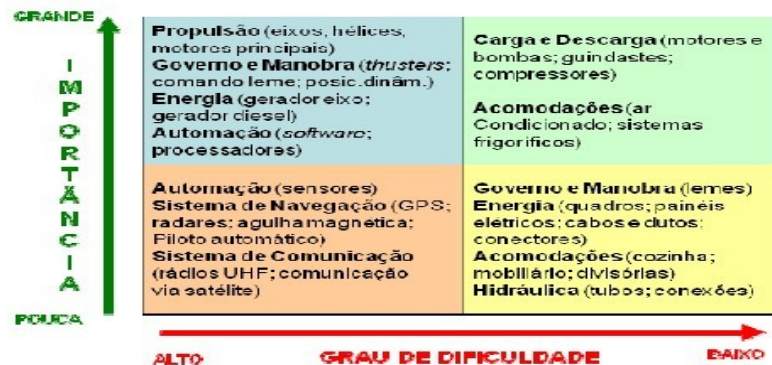 GRANDE
IMPORTÂNCIA
POUCA
Propulsão (eixos, hélices,
motores principais)
Governo e Manobra (thusters;
comando leme; posic.dinâm.)
Energia (gerador eixo;
gerador diesel)
Automação (software;
processadores)
Carga e Descarga (motores e
bombas; guindastes;
compressores)
Acomodações (ar
Condicionado; sistemas
frigoríficos)
Automação (sensores)
Sistema de Navegação (GPS;
radares; agulha magnética;
Piloto automático)
Sistema de Comunicação
(rádios UHF; comunicação
via satélite)
Governo e Manobra (lemes)
Energia (quadros; painéis
elétricos; cabos e dutos;
conectores)
Acomodações (cozinha;
mobiliário; divisórias)
Hidráulica (tubos; conexões)
ALTO
GRAU DE DIFICULDADE
BAIXO